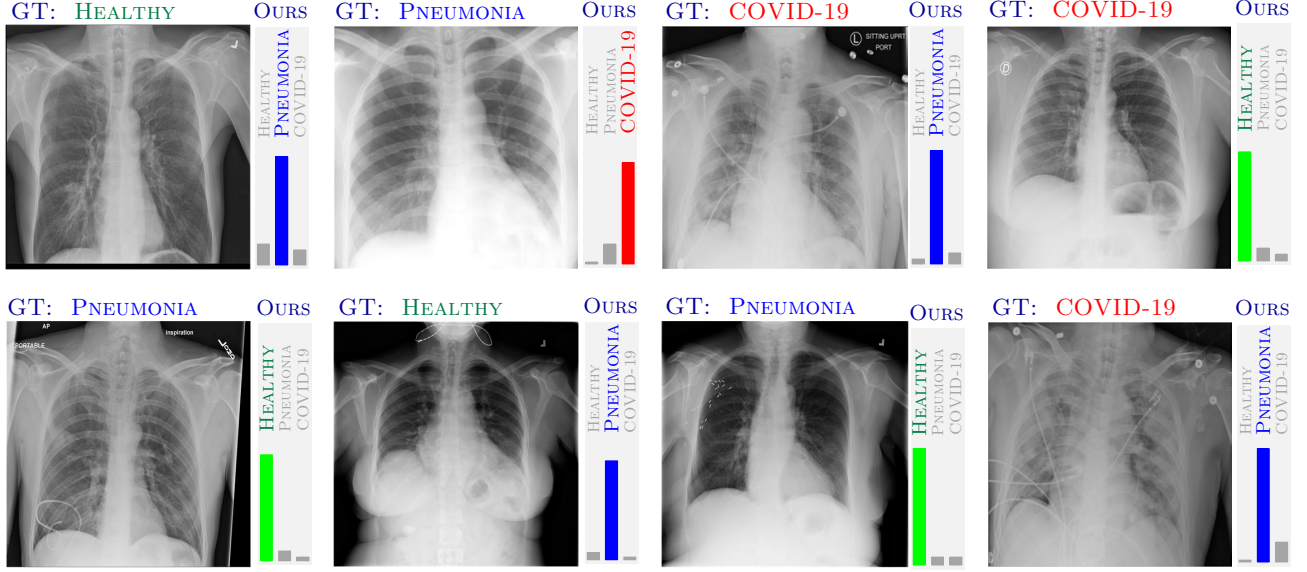 GT: HEALTHY OURS
HEALTHY
PNEUMONIA
COVID-19
GT: PNEUMONIA OURS
HEALTHY
PNEUMONIA
COVID-19
GT: COVID-19 OURS
L SITTING UPRT
PORT
HEALTHY
PNEUMONIA
COVID-19
GT: COVID-19 OURS
D
HEALTHY
PNEUMONIA
COVID-19
GT: PNEUMONIA OURS
AP
inspiration
PORTABLE
HEALTHY
PNEUMONIA
COVID-19
GT: HEALTHY OURS
HEALTHY
PNEUMONIA
COVID-19
GT: PNEUMONIA OURS
HEALTHY
PNEUMONIA
COVID-19
GT: COVID-19 OURS
HEALTHY
PNEUMONIA
COVID-19